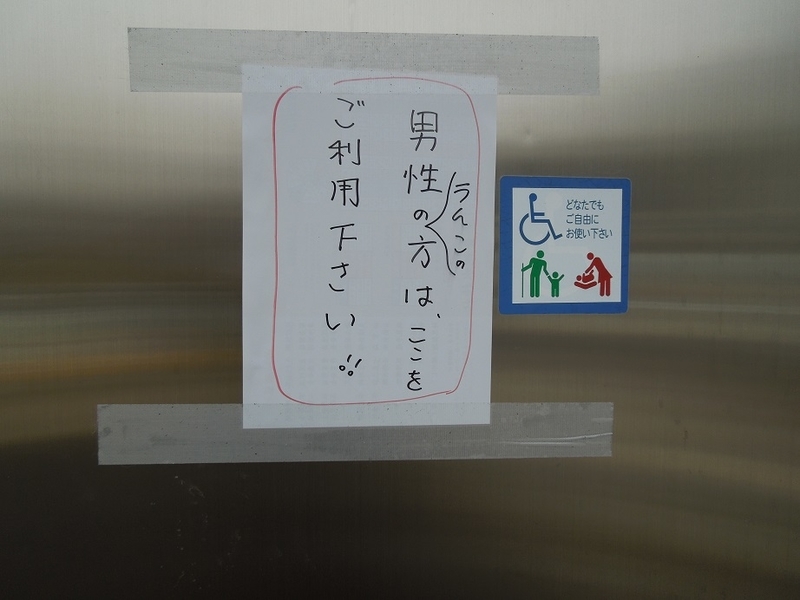 男性の方は、ここを
うんこの
ご利用下さい!!
どなたでも
ご自由に
お使い下さい